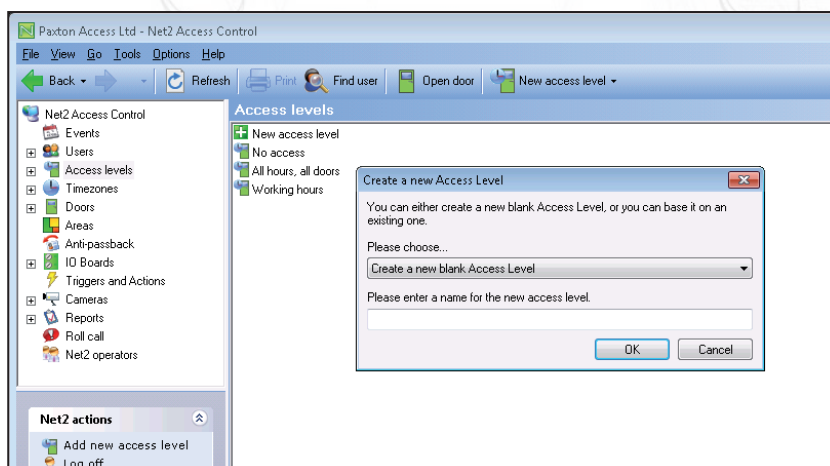 Paxton Access Ltd - Net2 Access Control
File View Go Tools Options Help
Back Refresh Print Find user Open door New access level
Net2 Access Control
Events
Users
Access levels
Timezones
Doors
Areas
Anti-passback
IO Boards
Triggers and Actions
Cameras
Reports
Roll call
Net2 operators
Net2 actions
Add new access level
Log off
Access levels
New access level
No access
All hours, all doors
Working hours
Create a new Access Level
You can either create a new blank Access Level, or you can base it on an
existing one.
Please choose...
Create a new blank Access Level
Please enter a name for the new access level.
OK Cancel